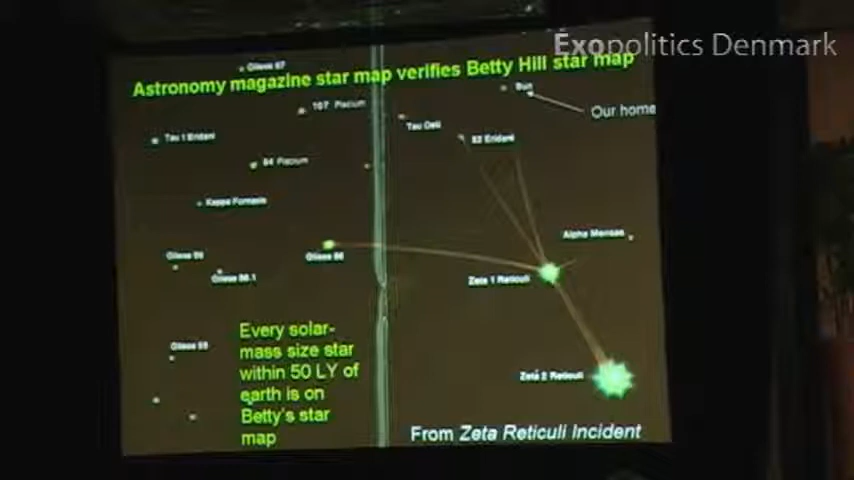 Exopolitics Denmark
Gliese 67
Astronomy magazine star map verifies Betty Hill star map
107 Piscium
Sun
Our home
Tau 1 Eridani
Tau Ceti
82 Eridani
54 Piscium
Kappa Fornacis
Alpha Mensae
Gliese 86
Gliese 86.1
Zeta 1 Reticuli
Every solar-
mass size star
within 50 LY of
earth is on
Betty's star
map
Zeta 2 Reticuli
From Zeta Reticuli Incident